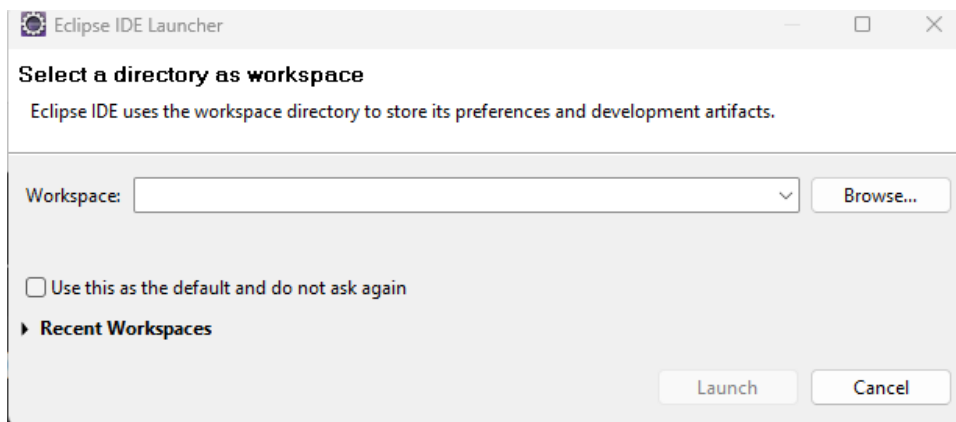 Eclipse IDE Launcher
Select a directory as workspace
Eclipse IDE uses the workspace directory to store its preferences and development artifacts.
Workspace: Browse...
Use this as the default and do not ask again
Recent Workspaces
Launch Cancel